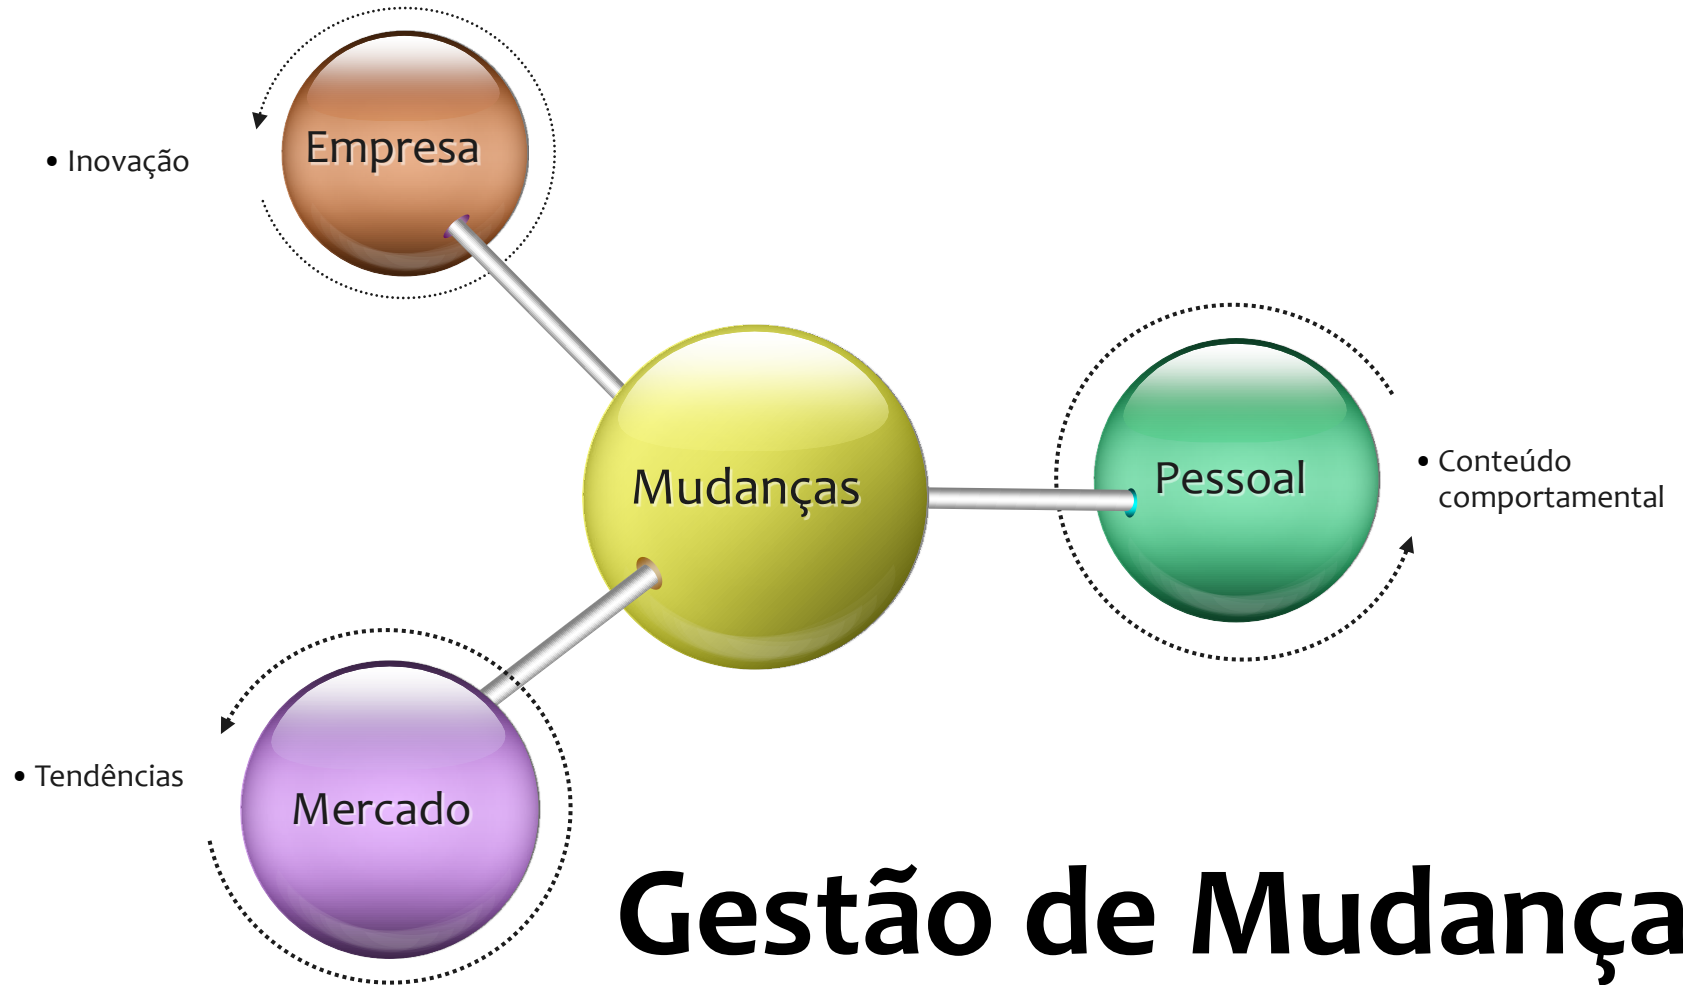 Empresa
• Inovação
Mudanças
Pessoal
• Conteúdo
comportamental
• Tendências
Mercado
Gestão de Mudança